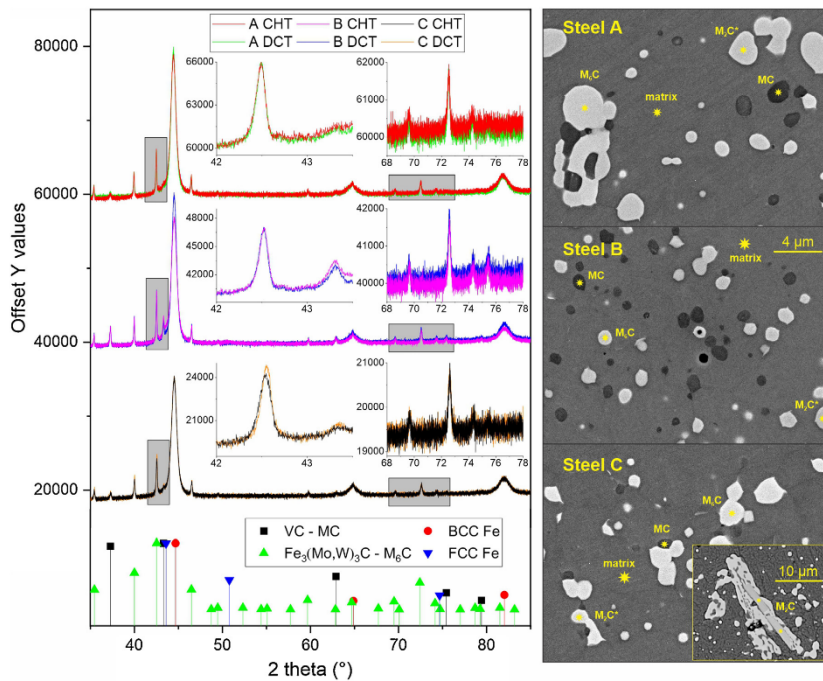 A CHT B CHT C CHT
A DCT B DCT C DCT
Offset Y values
80000
60000
40000
20000
66000
63000
60000
42 43
62000
61000
60000
68 70 72 74 76 78
48000
45000
42000
42 43
42000
41000
40000
68 70 72 74 76 78
24000
21000
42 43
21000
20000
19000
68 70 72 74 76 78
VC - MC BCC Fe
Fe₃(Mo,W)₃C - M₆C FCC Fe
40 50 60 70 80
2 theta (°)
Steel A
M₆C
matrix
MC
Steel B
MC
matrix
4 µm
M₆C
Steel C
M₆C
MC
matrix
10 µm